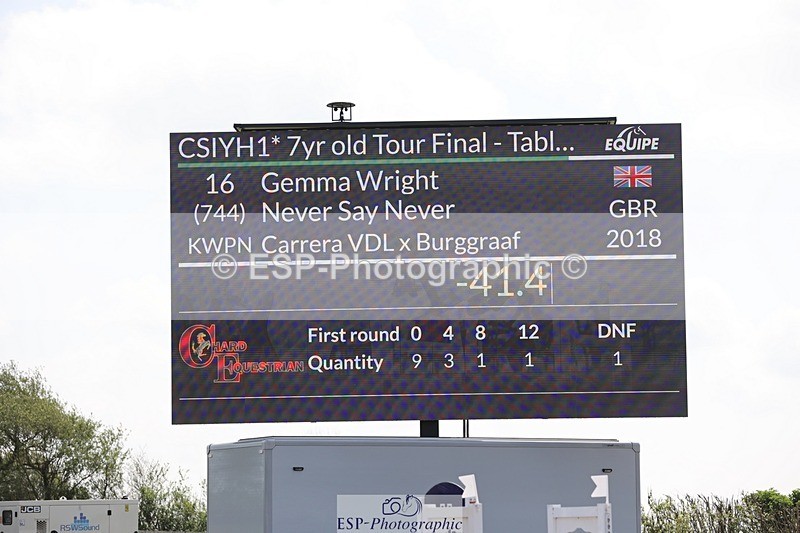 CSIYH1* 7yr old Tour Final - Tabl...
EQUIPE
16 Gemma Wright
(744) Never Say Never GBR
KWPN Carrera VDL x Burggraaf 2018
© ESP-Photographic ©
-41.4
First round 0 4 8 12 DNF
Quantity 9 3 1 1 1
CHARD EQUESTRIAN
JCB
RSWSound
ESP-Photographic